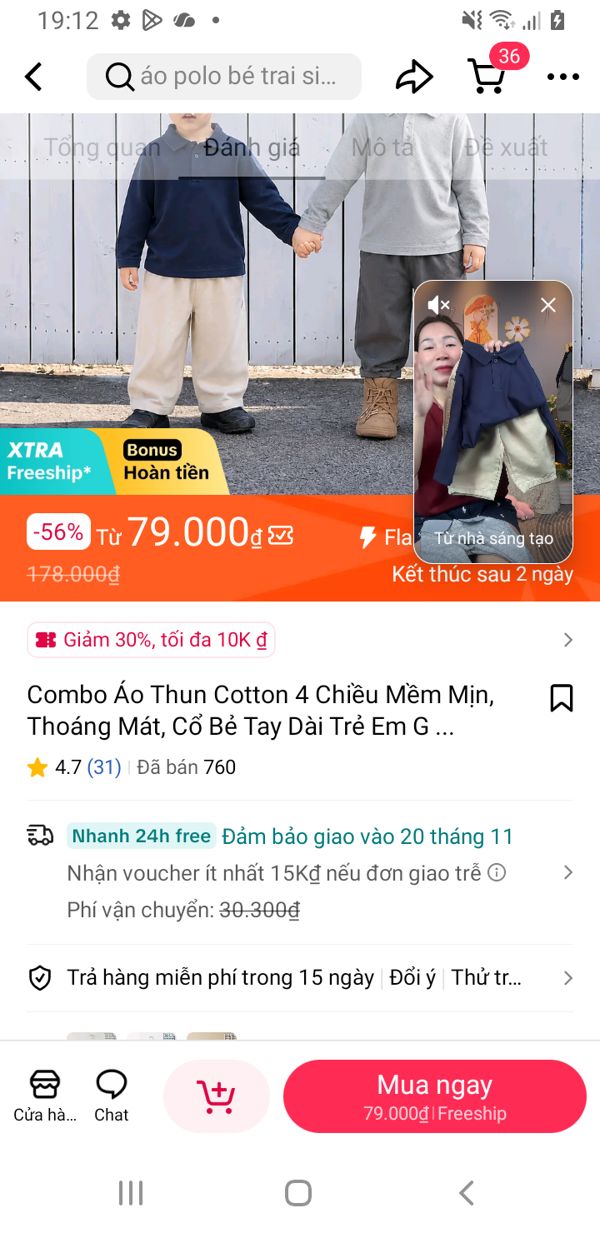 19:12
36
áo polo bé trai si...
Tổng quan Đánh giá Mô tả Đề xuất
XTRA
Freeship*
Bonus
Hoàn tiền
Từ nhà sáng tạo
-56% Từ 79.000₫
Fla
178.000₫
Kết thúc sau 2 ngày
Giảm 30%, tối đa 10K ₫
Combo Áo Thun Cotton 4 Chiều Mềm Mịn,
Thoáng Mát, Cổ Bẻ Tay Dài Trẻ Em G ...
4.7 (31) Đã bán 760
Nhanh 24h free Đảm bảo giao vào 20 tháng 11
Nhận voucher ít nhất 15K₫ nếu đơn giao trễ
Phí vận chuyển: 30.300₫
Trả hàng miễn phí trong 15 ngày Đổi ý Thử tr...
Cửa hà... Chat
Mua ngay
79.000₫ Freeship